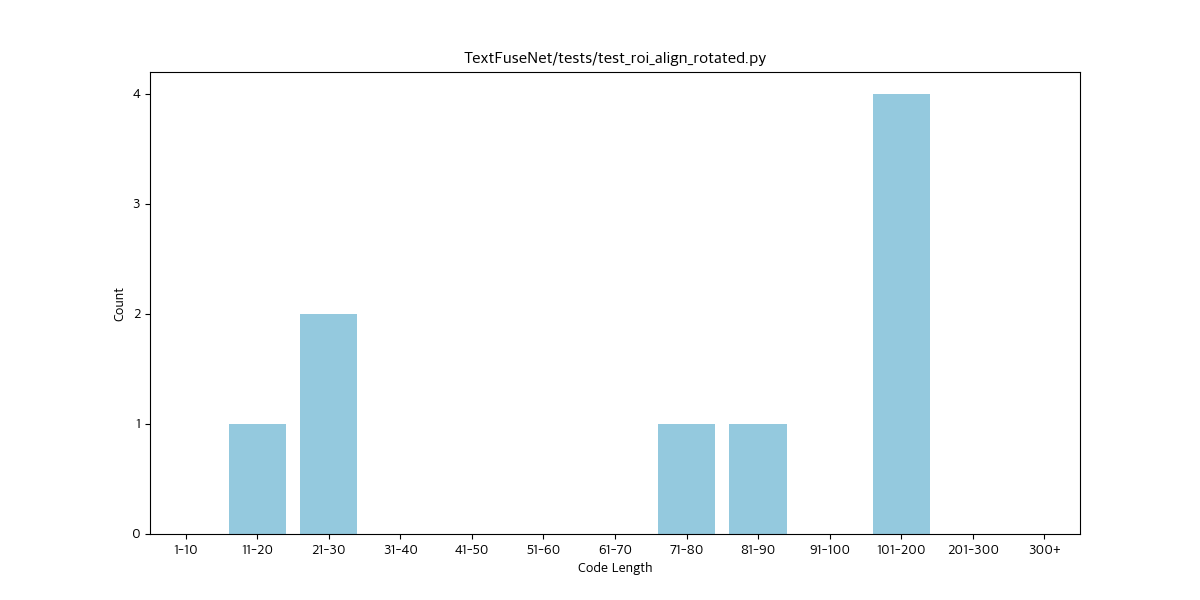 TextFuseNet/tests/test_roi_align_rotated.py
4
3
2
1
0
Count
1-10 11-20 21-30 31-40 41-50 51-60 61-70 71-80 81-90 91-100 101-200 201-300 300+
Code Length